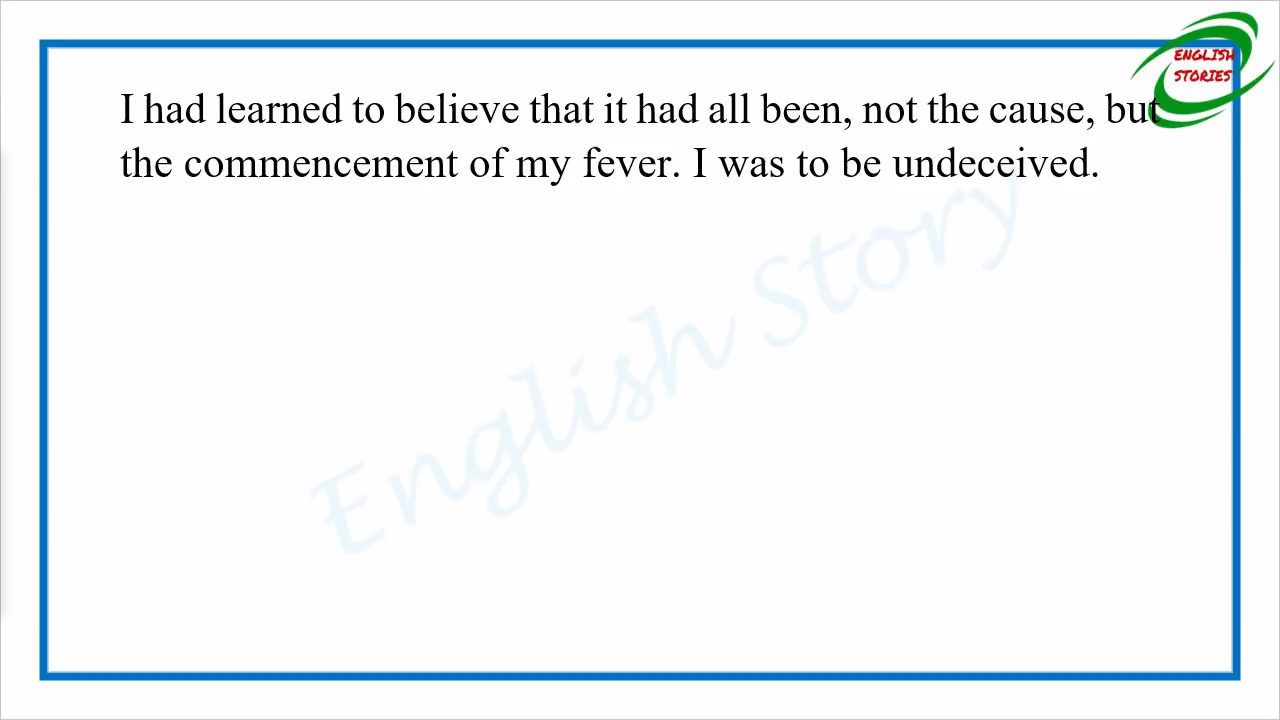 ENGLISH
STORIES
I had learned to believe that it had all been, not the cause, but
the commencement of my fever. I was to be undeceived.
English Story